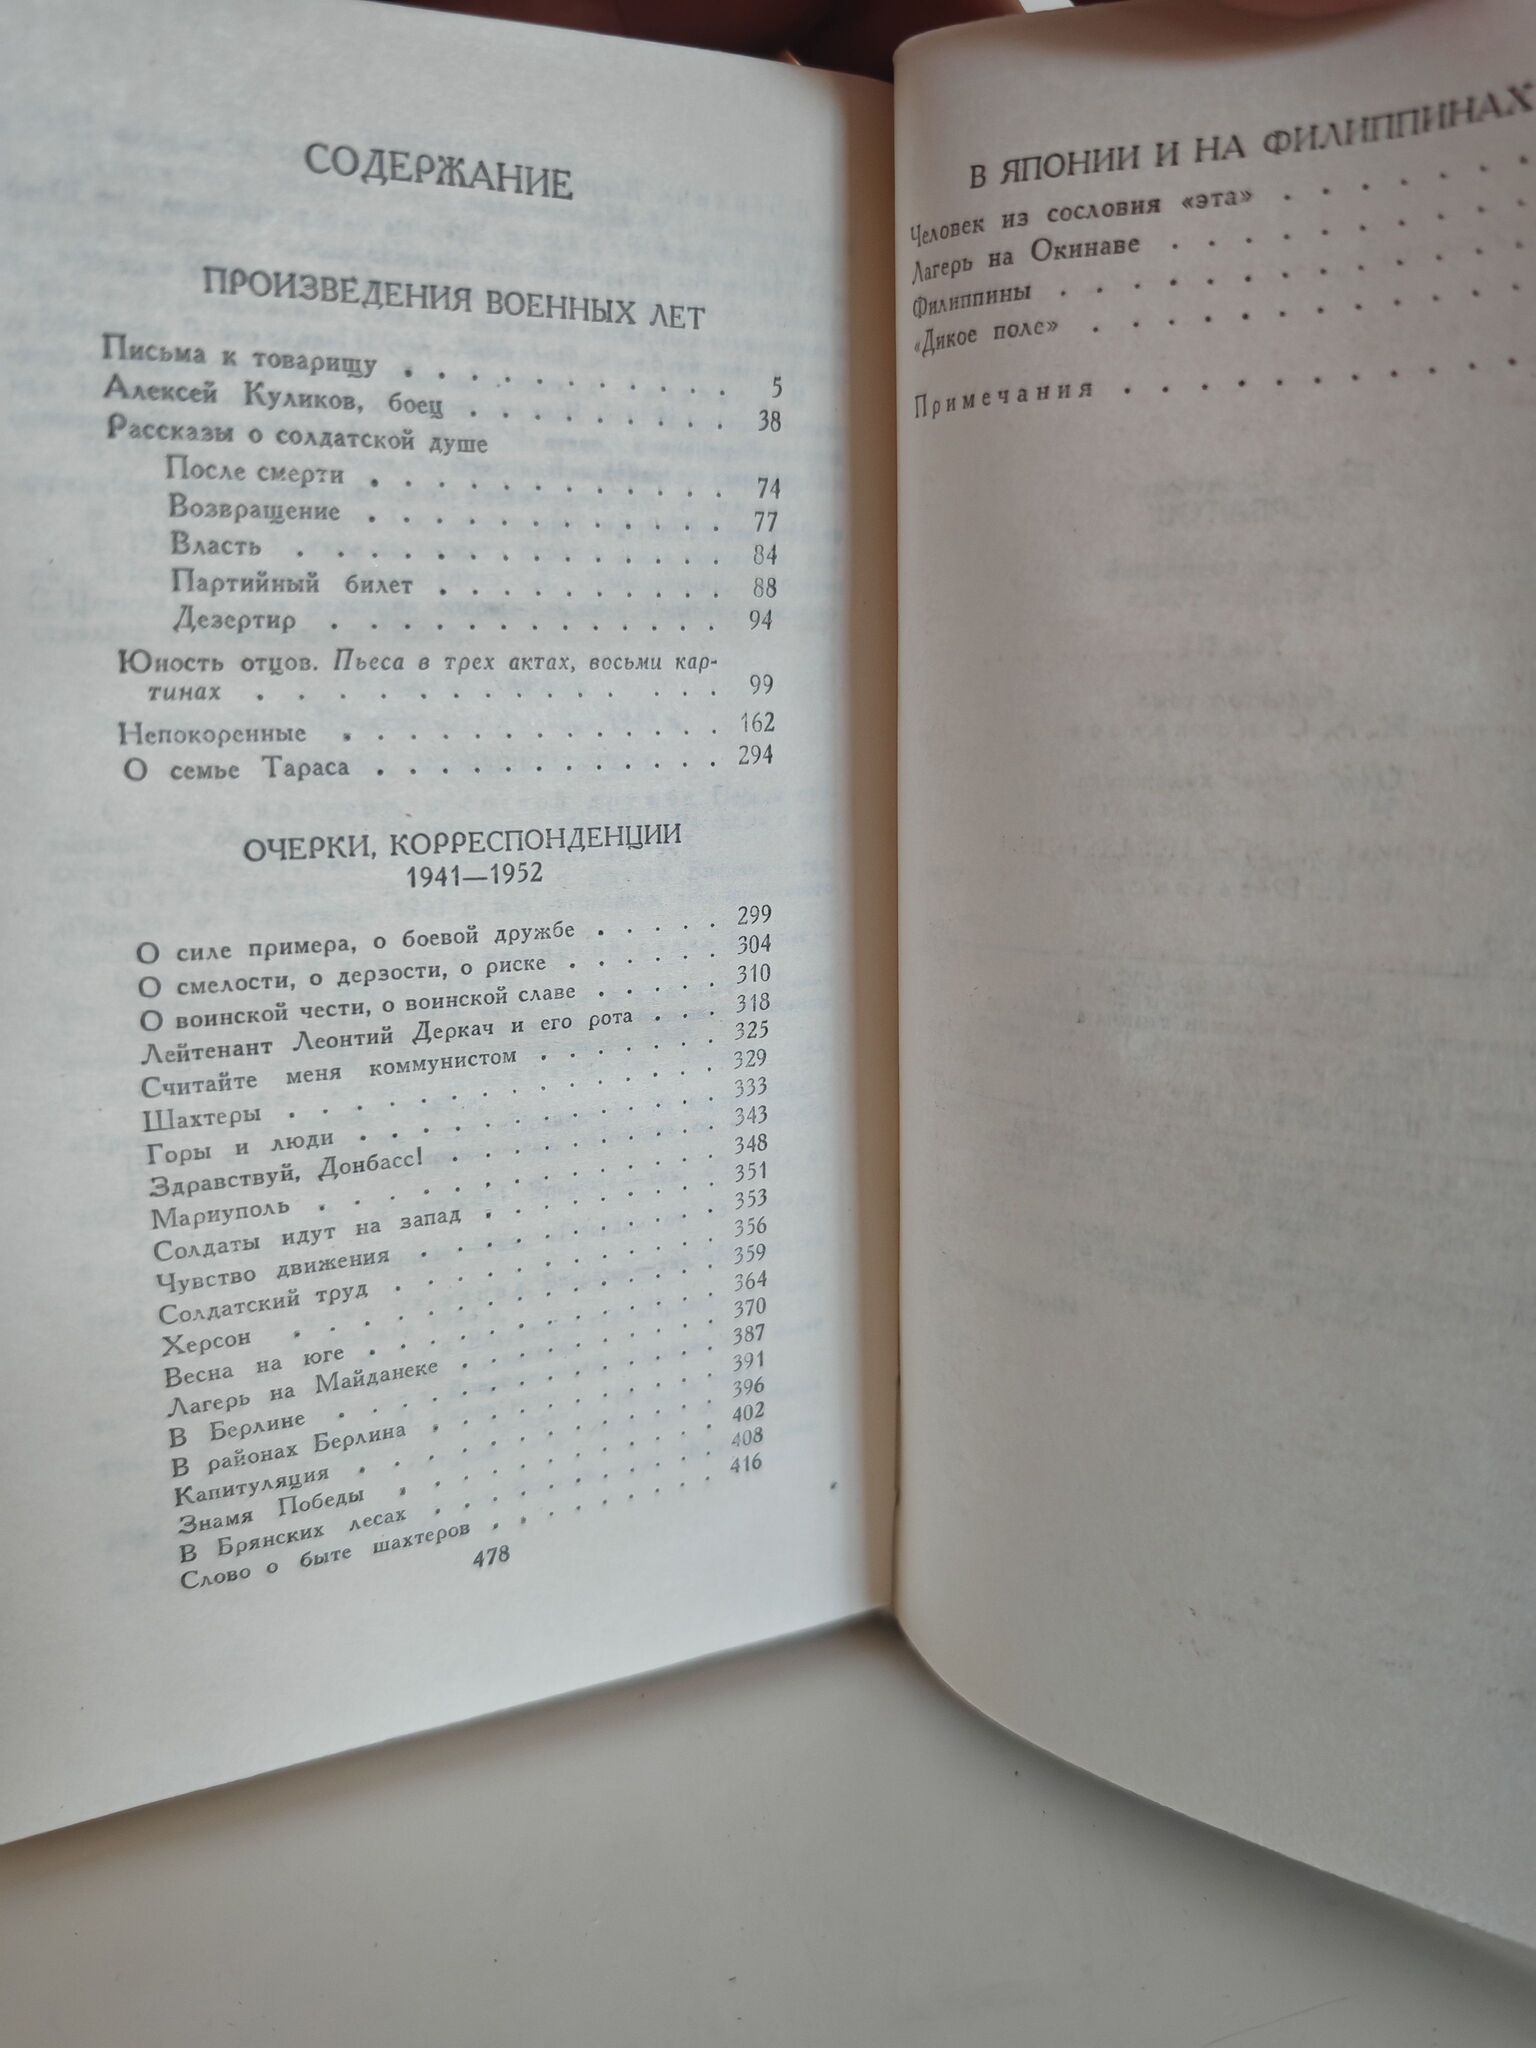 СОДЕРЖАНИЕ
ПРОИЗВЕДЕНИЯ ВОЕННЫХ ЛЕТ
Письма к товарищу . . . . . . . . . . . 5
Алексей Куликов, боец . . . . . . . . . 38
Рассказы о солдатской душе
После смерти . . . . . . . . . . . . 74
Возвращение . . . . . . . . . . . . 77
Власть . . . . . . . . . . . . . . 84
Партийный билет . . . . . . . . . . 88
Дезертир . . . . . . . . . . . . . 94
Юность отцов. Пьеса в трех актах, восьми кар-
тинах . . . . . . . . . . . . . . 99
Непокоренные . . . . . . . . . . . . . 162
О семье Тараса . . . . . . . . . . . . 294
ОЧЕРКИ, КОРРЕСПОНДЕНЦИИ
1941—1952
О силе примера, о боевой дружбе . . . . . 299
О смелости, о дерзости, о риске . . . . . . 304
О воинской чести, о воинской славе . . . . . 310
Лейтенант Леонтий Деркач и его рота . . . 318
Считайте меня коммунистом . . . . . . . 325
Шахтеры . . . . . . . . . . . . . . 329
Горы и люди . . . . . . . . . . . . 333
Здравствуй, Донбасс! . . . . . . . . . . 343
Мариуполь . . . . . . . . . . . . . 348
Солдаты идут на запад . . . . . . . . . 351
Чувство движения . . . . . . . . . . . 353
Солдатский труд . . . . . . . . . . . 356
Херсон . . . . . . . . . . . . . . 359
Весна на юге . . . . . . . . . . . . 364
Лагерь на Майданеке . . . . . . . . . 370
В Берлине . . . . . . . . . . . . . 387
В районах Берлина . . . . . . . . . . 391
Капитуляция . . . . . . . . . . . . 396
Знамя Победы . . . . . . . . . . . 402
В Брянских лесах . . . . . . . . . . 408
Слово о быте шахтеров . . . . . . . . 416
478
В ЯПОНИИ И НА ФИЛИППИНАХ
Человек из сословия «эта» . . . . . . .
Лагерь на Окинаве . . . . . . . . . .
Филиппины . . . . . . . . . . . .
«Дикое поле» . . . . . . . . . . .
Примечания . . . . . . . . . . .